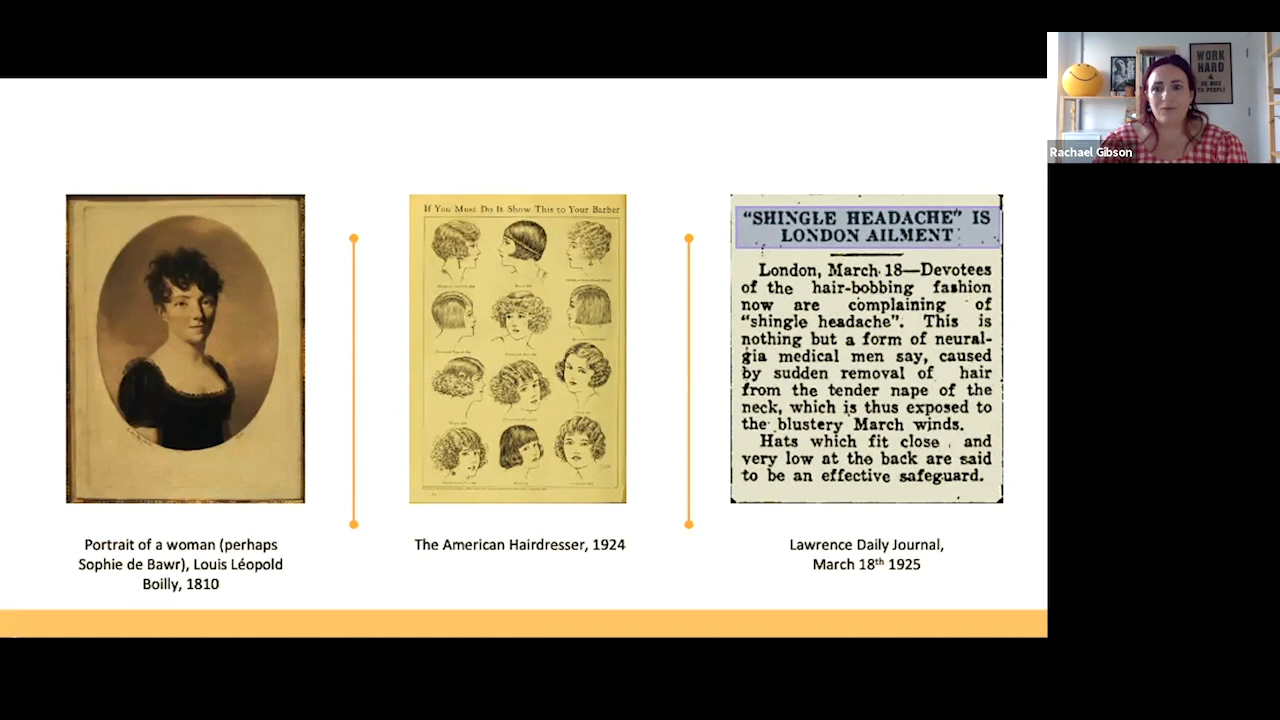 WORK
HARD
&
BE NICE
TO PEOPLE
Rachael Gibson
If You Must Do It Show This to Your Barber
"SHINGLE HEADACHE" IS
LONDON AILMENT
London, March 18—Devotees
of the hair-bobbing fashion
now are complaining of
"shingle headache". This is
nothing but a form of neural-
gia medical men say, caused
by sudden removal of hair
from the tender nape of the
neck, which is thus exposed to
the blustery March winds.
Hats which fit close and
very low at the back are said
to be an effective safeguard.
Portrait of a woman (perhaps
Sophie de Bawr), Louis Léopold
Boilly, 1810
The American Hairdresser, 1924
Lawrence Daily Journal,
March 18th 1925